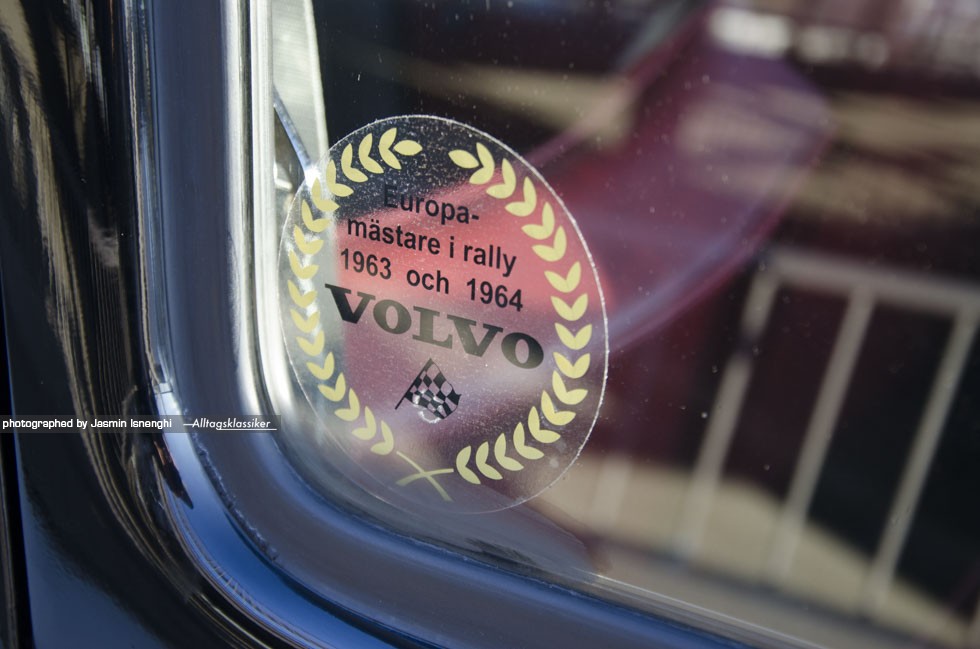 Europa-
mästare i rally
1963 och 1964
VOLVO
photographed by Jasmin Isnenghi —Alltagsklassiker